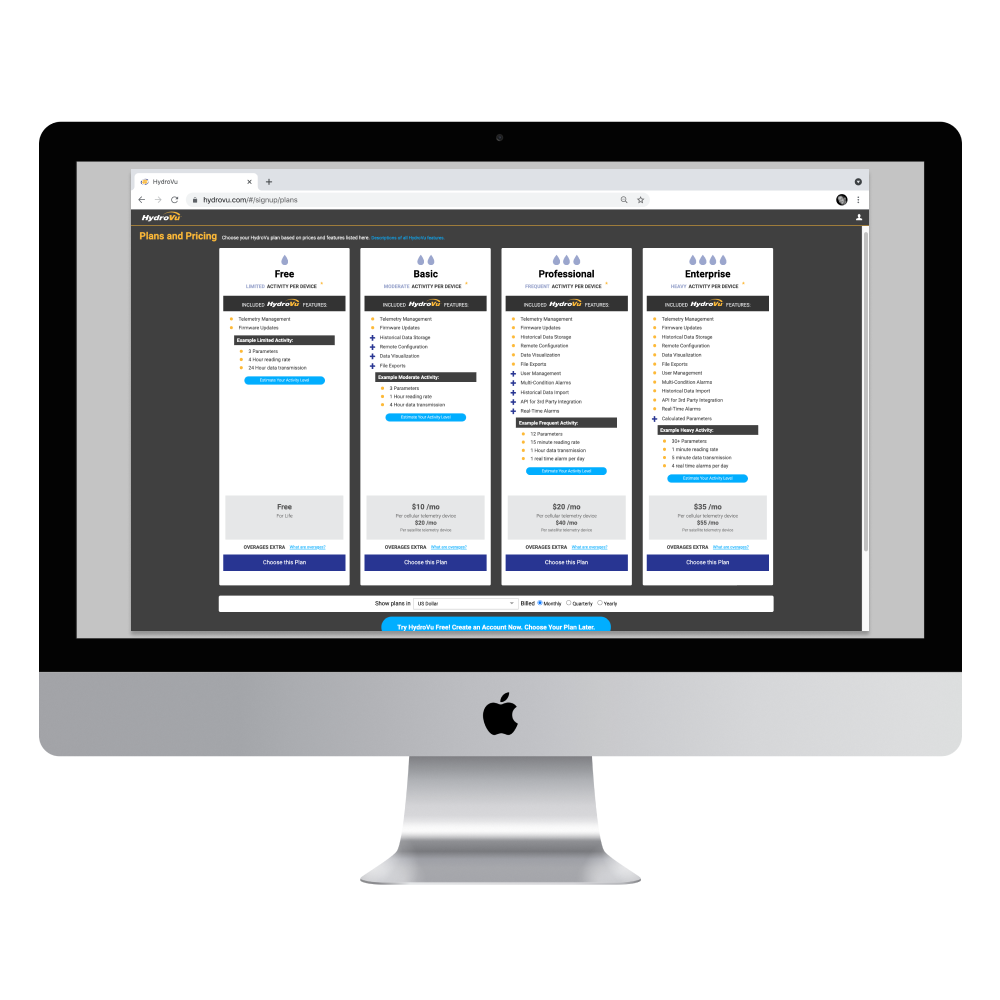 HydroVu
hydrovu.com/#/signup/plans
HydroVu
Plans and Pricing Choose your HydroVu plan based on prices and features listed here. Descriptions of all HydroVu features.
Free
LIMITED ACTIVITY PER DEVICE *
INCLUDED HydroVu FEATURES:
Telemetry Management
Firmware Updates
Example Limited Activity:
3 Parameters
4 Hour reading rate
24 Hour data transmission
Estimate Your Activity Level
Free
For Life
OVERAGES EXTRA What are overages?
Choose this Plan
Basic
MODERATE ACTIVITY PER DEVICE *
INCLUDED HydroVu FEATURES:
Telemetry Management
Firmware Updates
Historical Data Storage
Remote Configuration
Data Visualization
File Exports
Example Moderate Activity:
3 Parameters
1 Hour reading rate
4 Hour data transmission
Estimate Your Activity Level
$10 /mo
Per cellular telemetry device
$20 /mo
Per satellite telemetry device
OVERAGES EXTRA What are overages?
Choose this Plan
Professional
FREQUENT ACTIVITY PER DEVICE *
INCLUDED HydroVu FEATURES:
Telemetry Management
Firmware Updates
Historical Data Storage
Remote Configuration
Data Visualization
File Exports
User Management
Multi-Condition Alarms
Historical Data Import
API for 3rd Party Integration
Real-Time Alarms
Example Frequent Activity:
12 Parameters
15 minute reading rate
1 Hour data transmission
1 real time alarm per day
Estimate Your Activity Level
$20 /mo
Per cellular telemetry device
$40 /mo
Per satellite telemetry device
OVERAGES EXTRA What are overages?
Choose this Plan
Enterprise
HEAVY ACTIVITY PER DEVICE *
INCLUDED HydroVu FEATURES:
Telemetry Management
Firmware Updates
Historical Data Storage
Remote Configuration
Data Visualization
File Exports
User Management
Multi-Condition Alarms
Historical Data Import
API for 3rd Party Integration
Real-Time Alarms
Calculated Parameters
Example Heavy Activity:
30+ Parameters
1 minute reading rate
5 minute data transmission
4 real time alarms per day
Estimate Your Activity Level
$35 /mo
Per cellular telemetry device
$55 /mo
Per satellite telemetry device
OVERAGES EXTRA What are overages?
Choose this Plan
Show plans in US Dollar Billed Monthly Quarterly Yearly
Try HydroVu Free! Create an Account Now. Choose Your Plan Later.